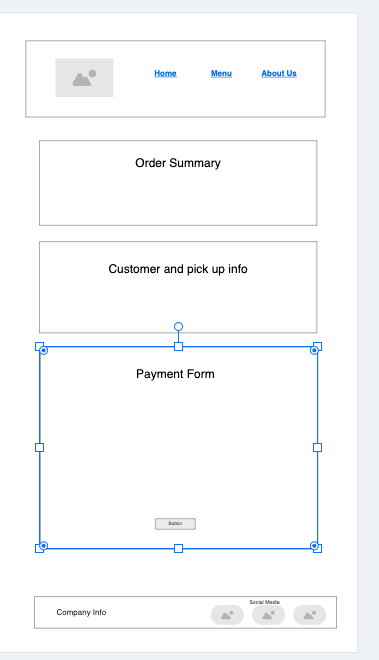 Home Menu About Us
Order Summary
Customer and pick up info
Payment Form
Button
Social Media
Company Info